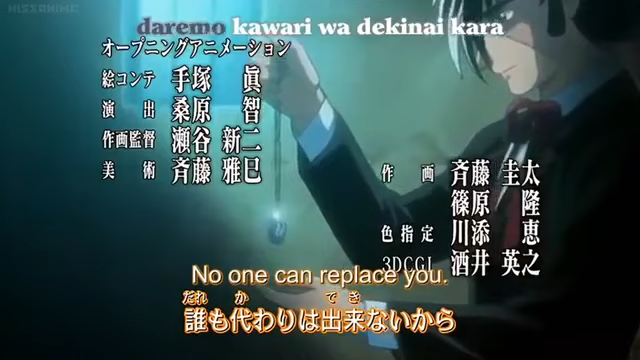 KISSANIME
daremo kawari wa dekinai kara
オープニングアニメーション
絵コンテ 手塚 眞
演出 桑原 智
作画監督 瀬谷 新二
美術 斉藤 雅巳
作画 斉藤 圭太
篠原 隆
色指定 川添 恵
3DCGI 酒井 英之
No one can replace you.
だれ か でき
誰も代わりは出来ないから